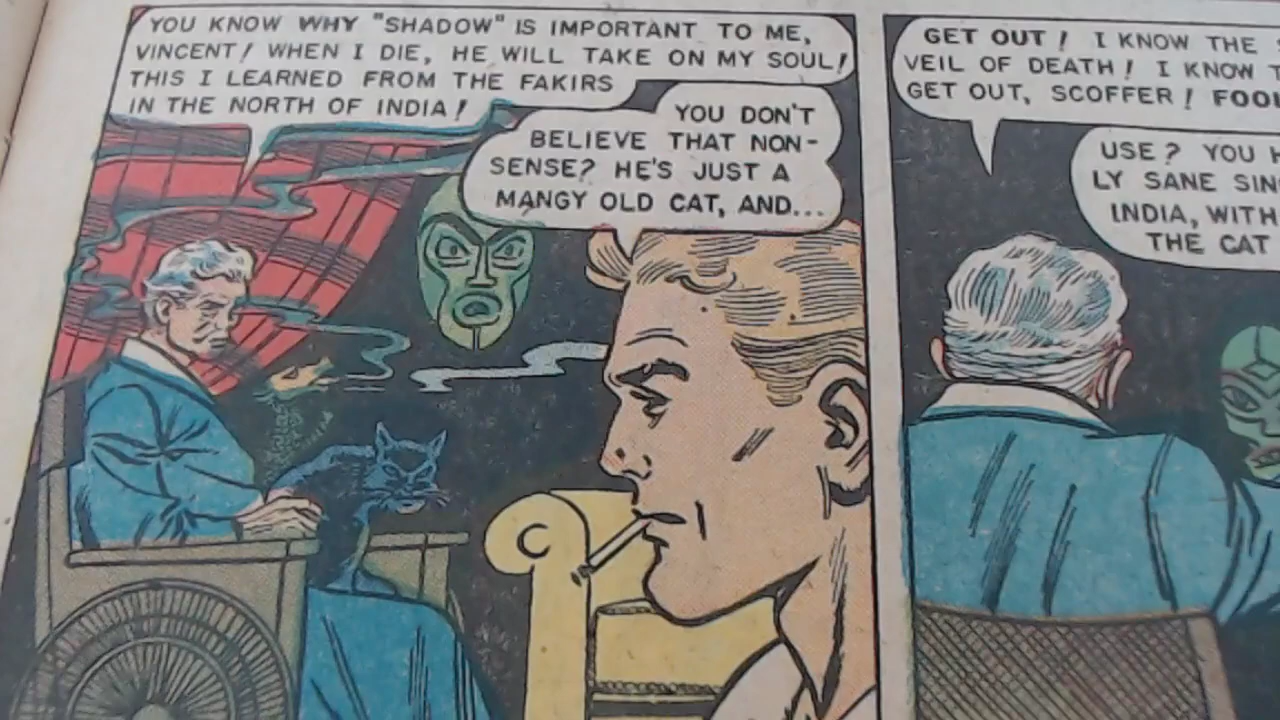 YOU KNOW WHY "SHADOW" IS IMPORTANT TO ME,
VINCENT! WHEN I DIE, HE WILL TAKE ON MY SOUL!
THIS I LEARNED FROM THE FAKIRS
IN THE NORTH OF INDIA!
YOU DON'T
BELIEVE THAT NON-
SENSE? HE'S JUST A
MANGY OLD CAT, AND...
GET OUT! I KNOW THE
VEIL OF DEATH! I KNOW
GET OUT, SCOFFER!
USE? YOU
LY SANE
INDIA, WITH
THE CAT